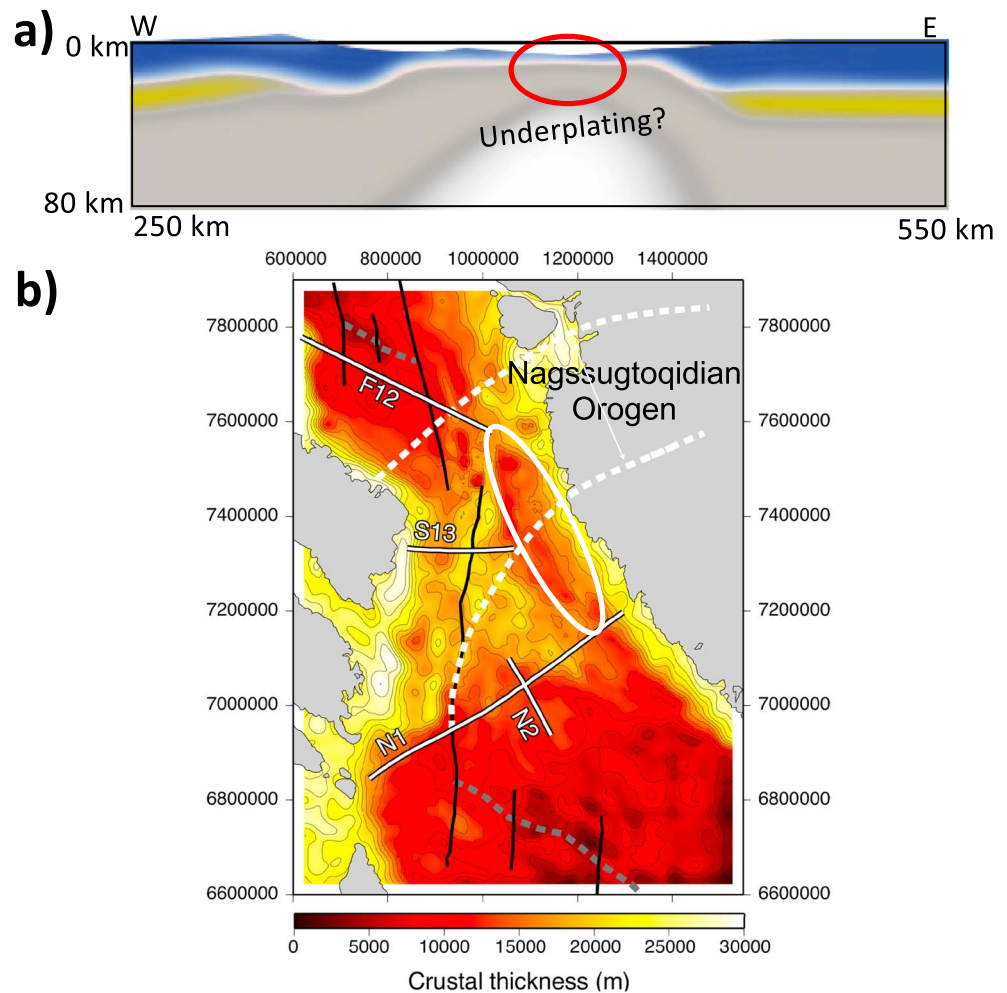 a)
W
E
0 km
Underplating?
80 km
250 km
550 km
b)
600000 800000 1000000 1200000 1400000
7800000
7800000
Nagssugtoqidian
Orogen
F12
7600000
7600000
7400000
7400000
S13
7200000
7200000
7000000
7000000
N2
N1
6800000
6800000
6600000
6600000
0 5000 10000 15000 20000 25000 30000
Crustal thickness (m)